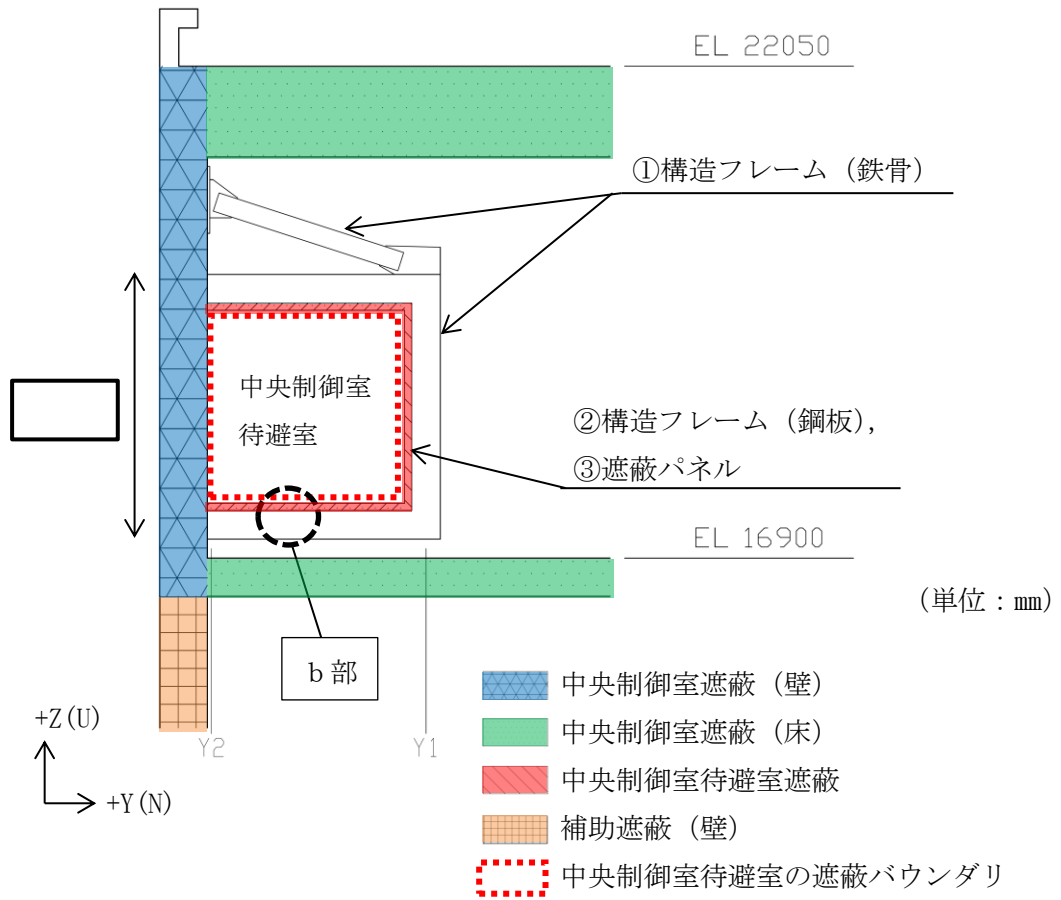 EL 22050
①構造フレーム（鉄骨）
中央制御室
待避室
②構造フレーム（鋼板），
③遮蔽パネル
EL 16900
（単位：mm）
ｂ部
中央制御室遮蔽（壁）
+Z(U)
中央制御室遮蔽（床）
Y2
Y1
中央制御室待避室遮蔽
+Y(N)
補助遮蔽（壁）
中央制御室待避室の遮蔽バウンダリ